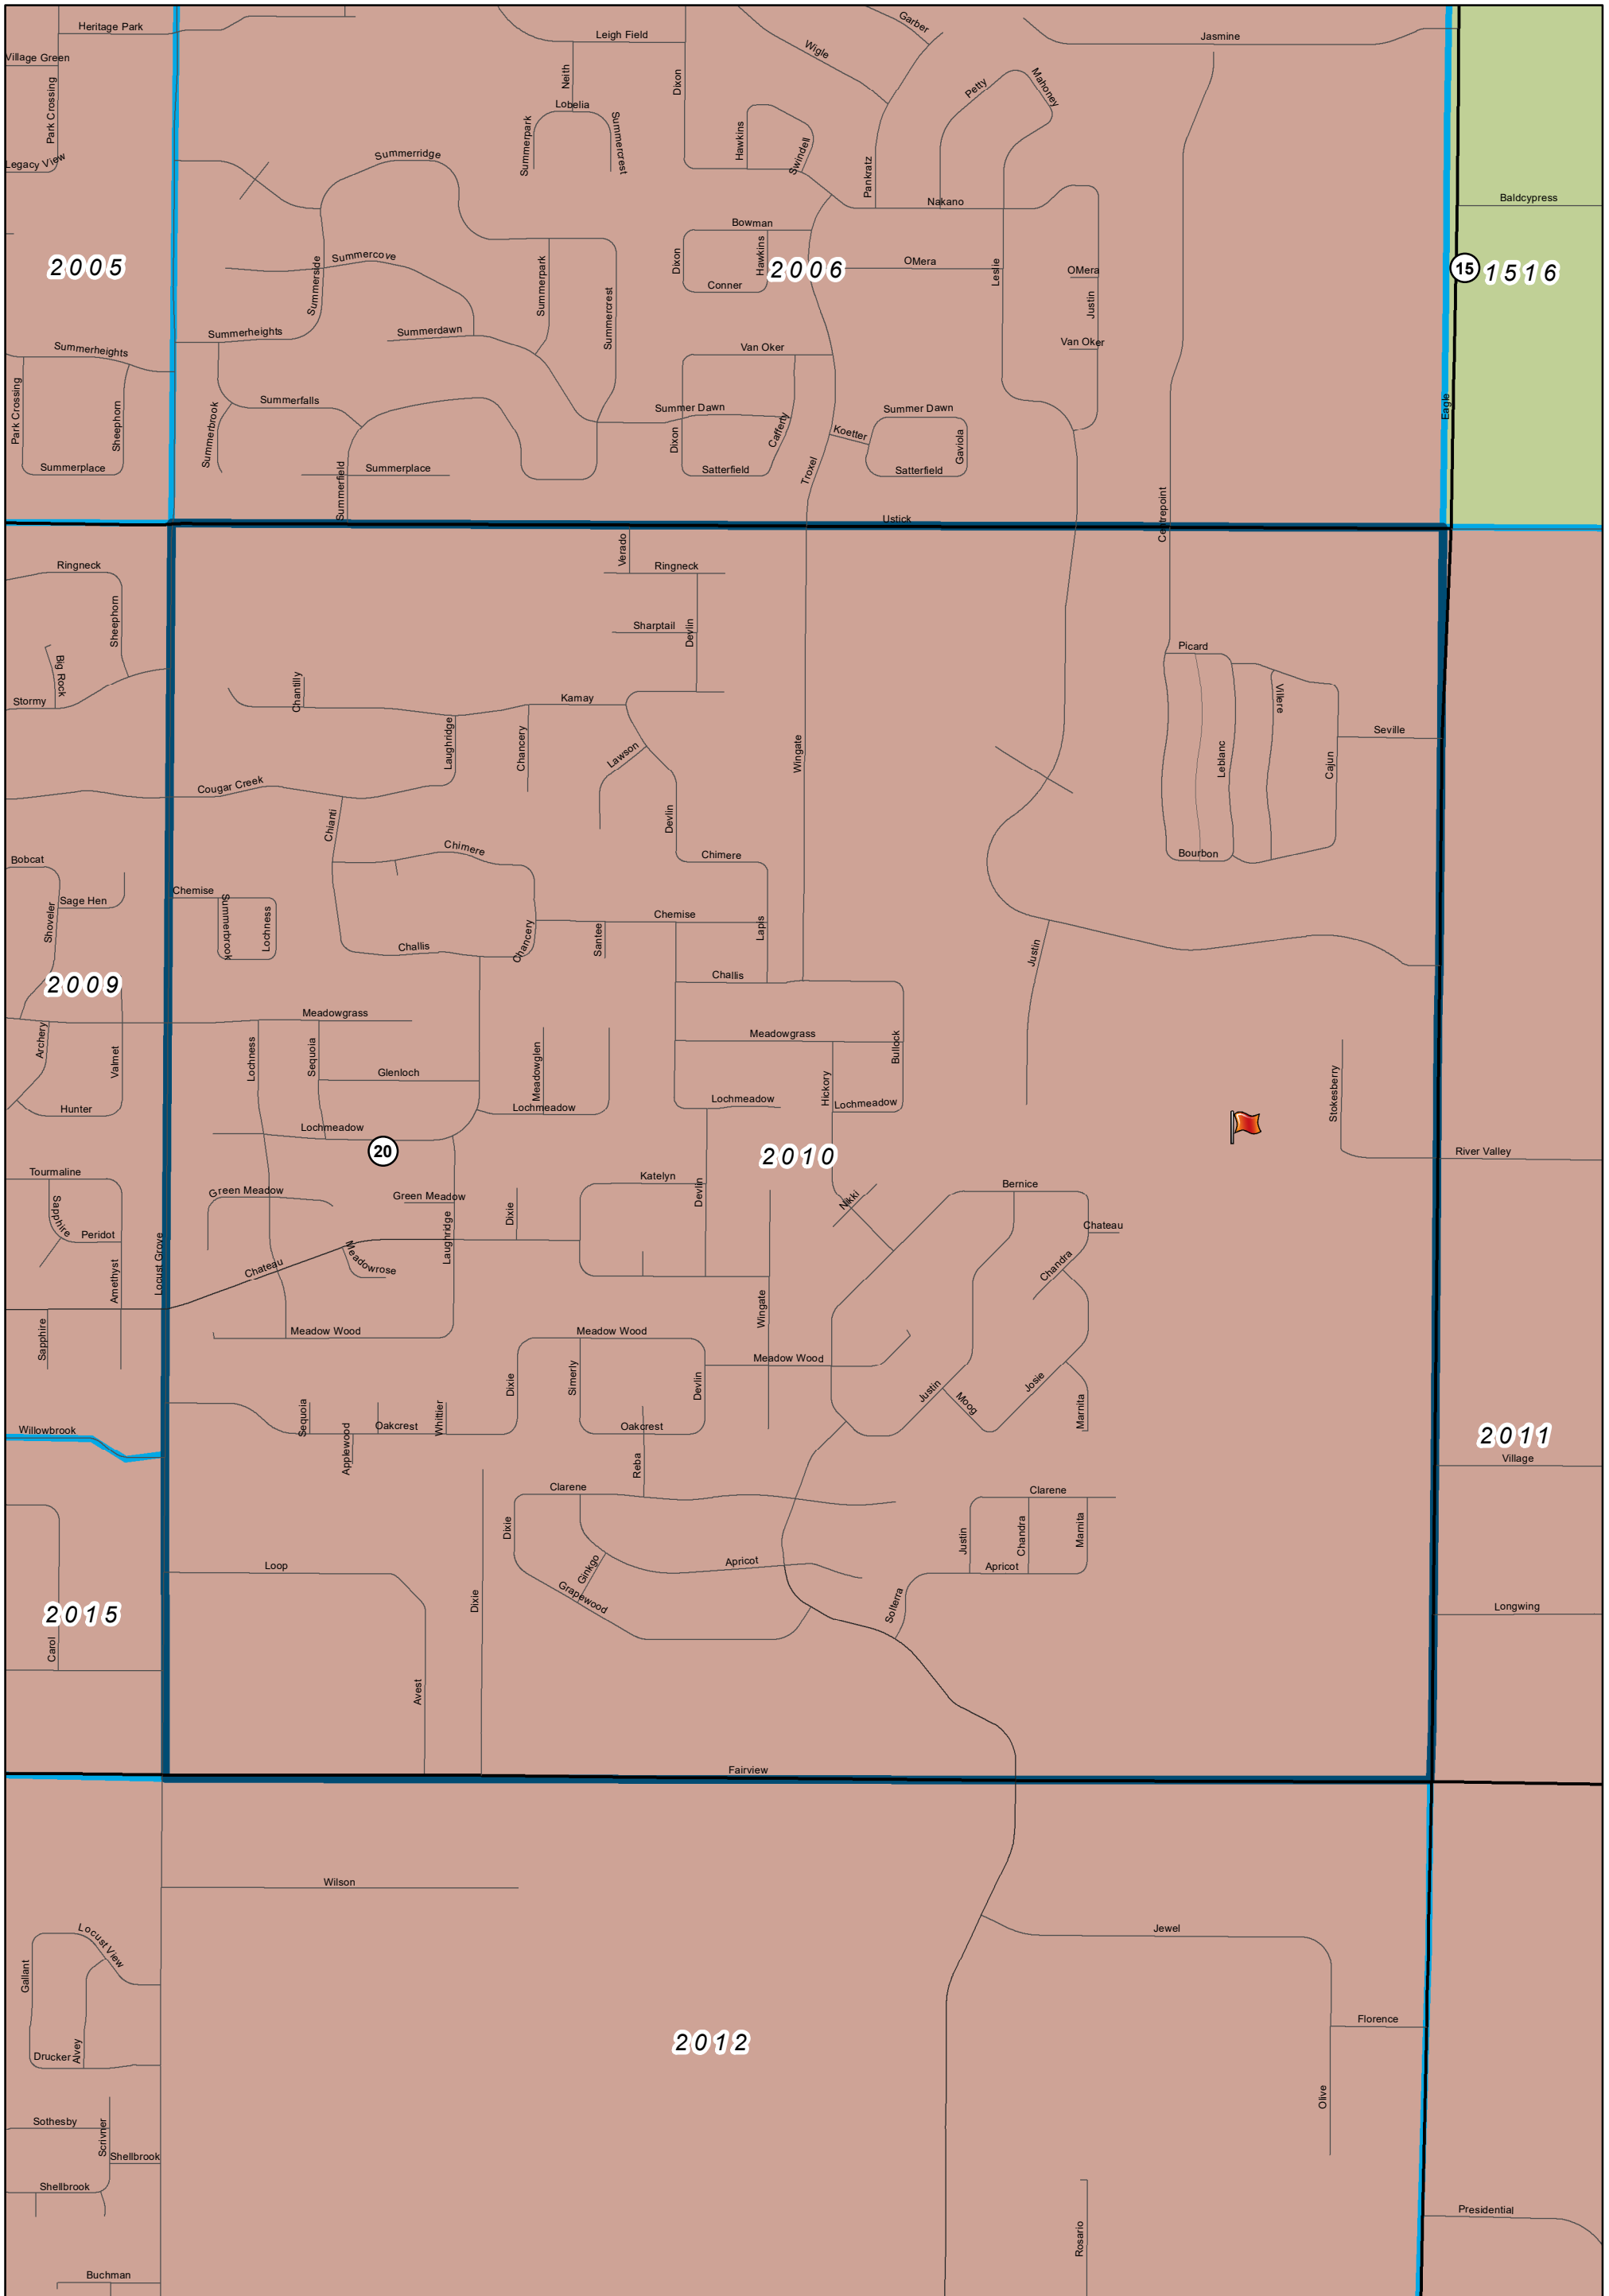 Heritage Park
Leigh Field
Garber
Wigle
Jasmine
Village Green
Park Crossing
Neith
Dixon
Petty
Mahoney
Lobelia
Summerpark
Summercrest
Hawkins
Swindell
Pankratz
Legacy View
Summerridge
Nakano
Baldcypress
Bowman
2005
Summercove
Summerside
Summerpark
Dixon
Hawkins
2006
OMera
Leslie
OMera
15
1516
Conner
Summercrest
Justin
Summerheights
Summerheights
Summerdawn
Van Oker
Van Oker
Park Crossing
Sheephorn
Summerbrook
Summerfalls
Summer Dawn
Cafferty
Summer Dawn
Eagle
Dixon
Koetter
Gaviola
Summerplace
Summerfield
Summerplace
Satterfield
Troxel
Satterfield
Centrepoint
Ustick
Verado
Ringneck
Ringneck
Sheephorn
Sharptail
Devlin
Picard
Big Rock
Stormy
Chantilly
Kamay
Villere
Laughridge
Chancery
Lawson
Wingate
Leblanc
Cajun
Seville
Cougar Creek
Chianti
Devlin
Bobcat
Chimere
Chimere
Bourbon
Chemise
Sage Hen
Shoveler
Summerbrook
Lochness
Chemise
Lapis
Challis
Chancery
Santee
Justin
2009
Challis
Meadowgrass
Meadowgrass
Archery
Valmet
Lochness
Sequoia
Glenloch
Meadowglen
Bullock
Hickory
Stokesberry
Hunter
Lochmeadow
Lochmeadow
Lochmeadow
Lochmeadow
20
2010
River Valley
Tourmaline
Katelyn
Bernice
Sapphire
Green Meadow
Green Meadow
Dixie
Devlin
Nikki
Peridot
Chateau
Amethyst
Locust Grove
Chateau
Meadowrose
Laughridge
Chandra
Wingate
Sapphire
Meadow Wood
Meadow Wood
Meadow Wood
Dixie
Simerly
Devlin
Justin
Moog
Josie
Marnita
Willowbrook
Sequoia
Applewood
Oakcrest
Whittier
Oakcrest
2011
Village
Reba
Clarene
Clarene
Dixie
Justin
Chandra
Marnita
Loop
Ginkgo
Apricot
Apricot
Dixie
Grapewood
Solterra
2015
Longwing
Carol
Avest
Fairview
Wilson
Locust View
Jewel
Gallant
Florence
2012
Drucker
Alvey
Olive
Sothesby
Scrivner
Shellbrook
Shellbrook
Presidential
Rosario
Buchman